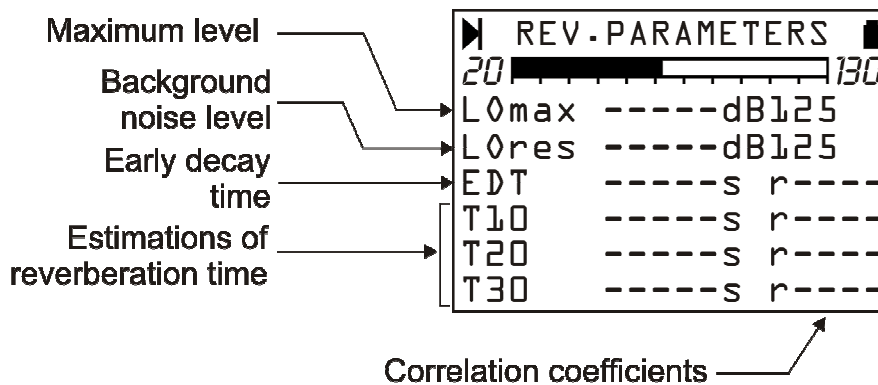 Maximum level
Background
noise level
Early decay
time
Estimations of
reverberation time
REV.PARAMETERS
20 130
L0max -----dB125
L0res -----dB125
EDT -----s r----
T10 -----s r----
T20 -----s r----
T30 -----s r----
Correlation coefficients